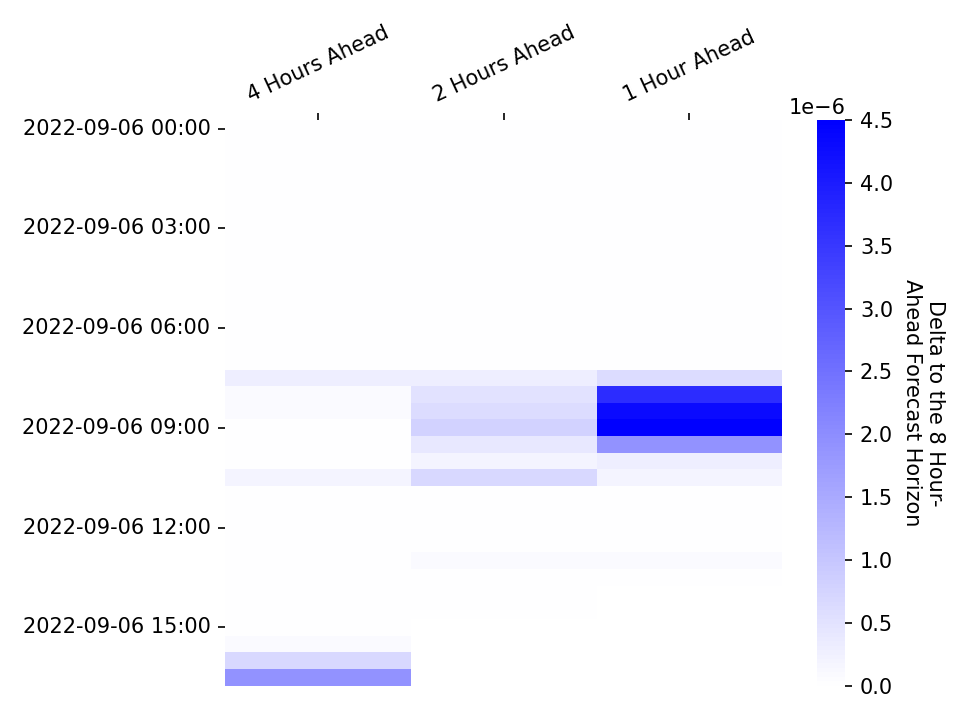 4 Hours Ahead
2 Hours Ahead
1 Hour Ahead
1e−6
2022-09-06 00:00
2022-09-06 03:00
2022-09-06 06:00
2022-09-06 09:00
2022-09-06 12:00
2022-09-06 15:00
4.5
4.0
3.5
3.0
2.5
2.0
1.5
1.0
0.5
0.0
Delta to the 8 Hour-
Ahead Forecast Horizon